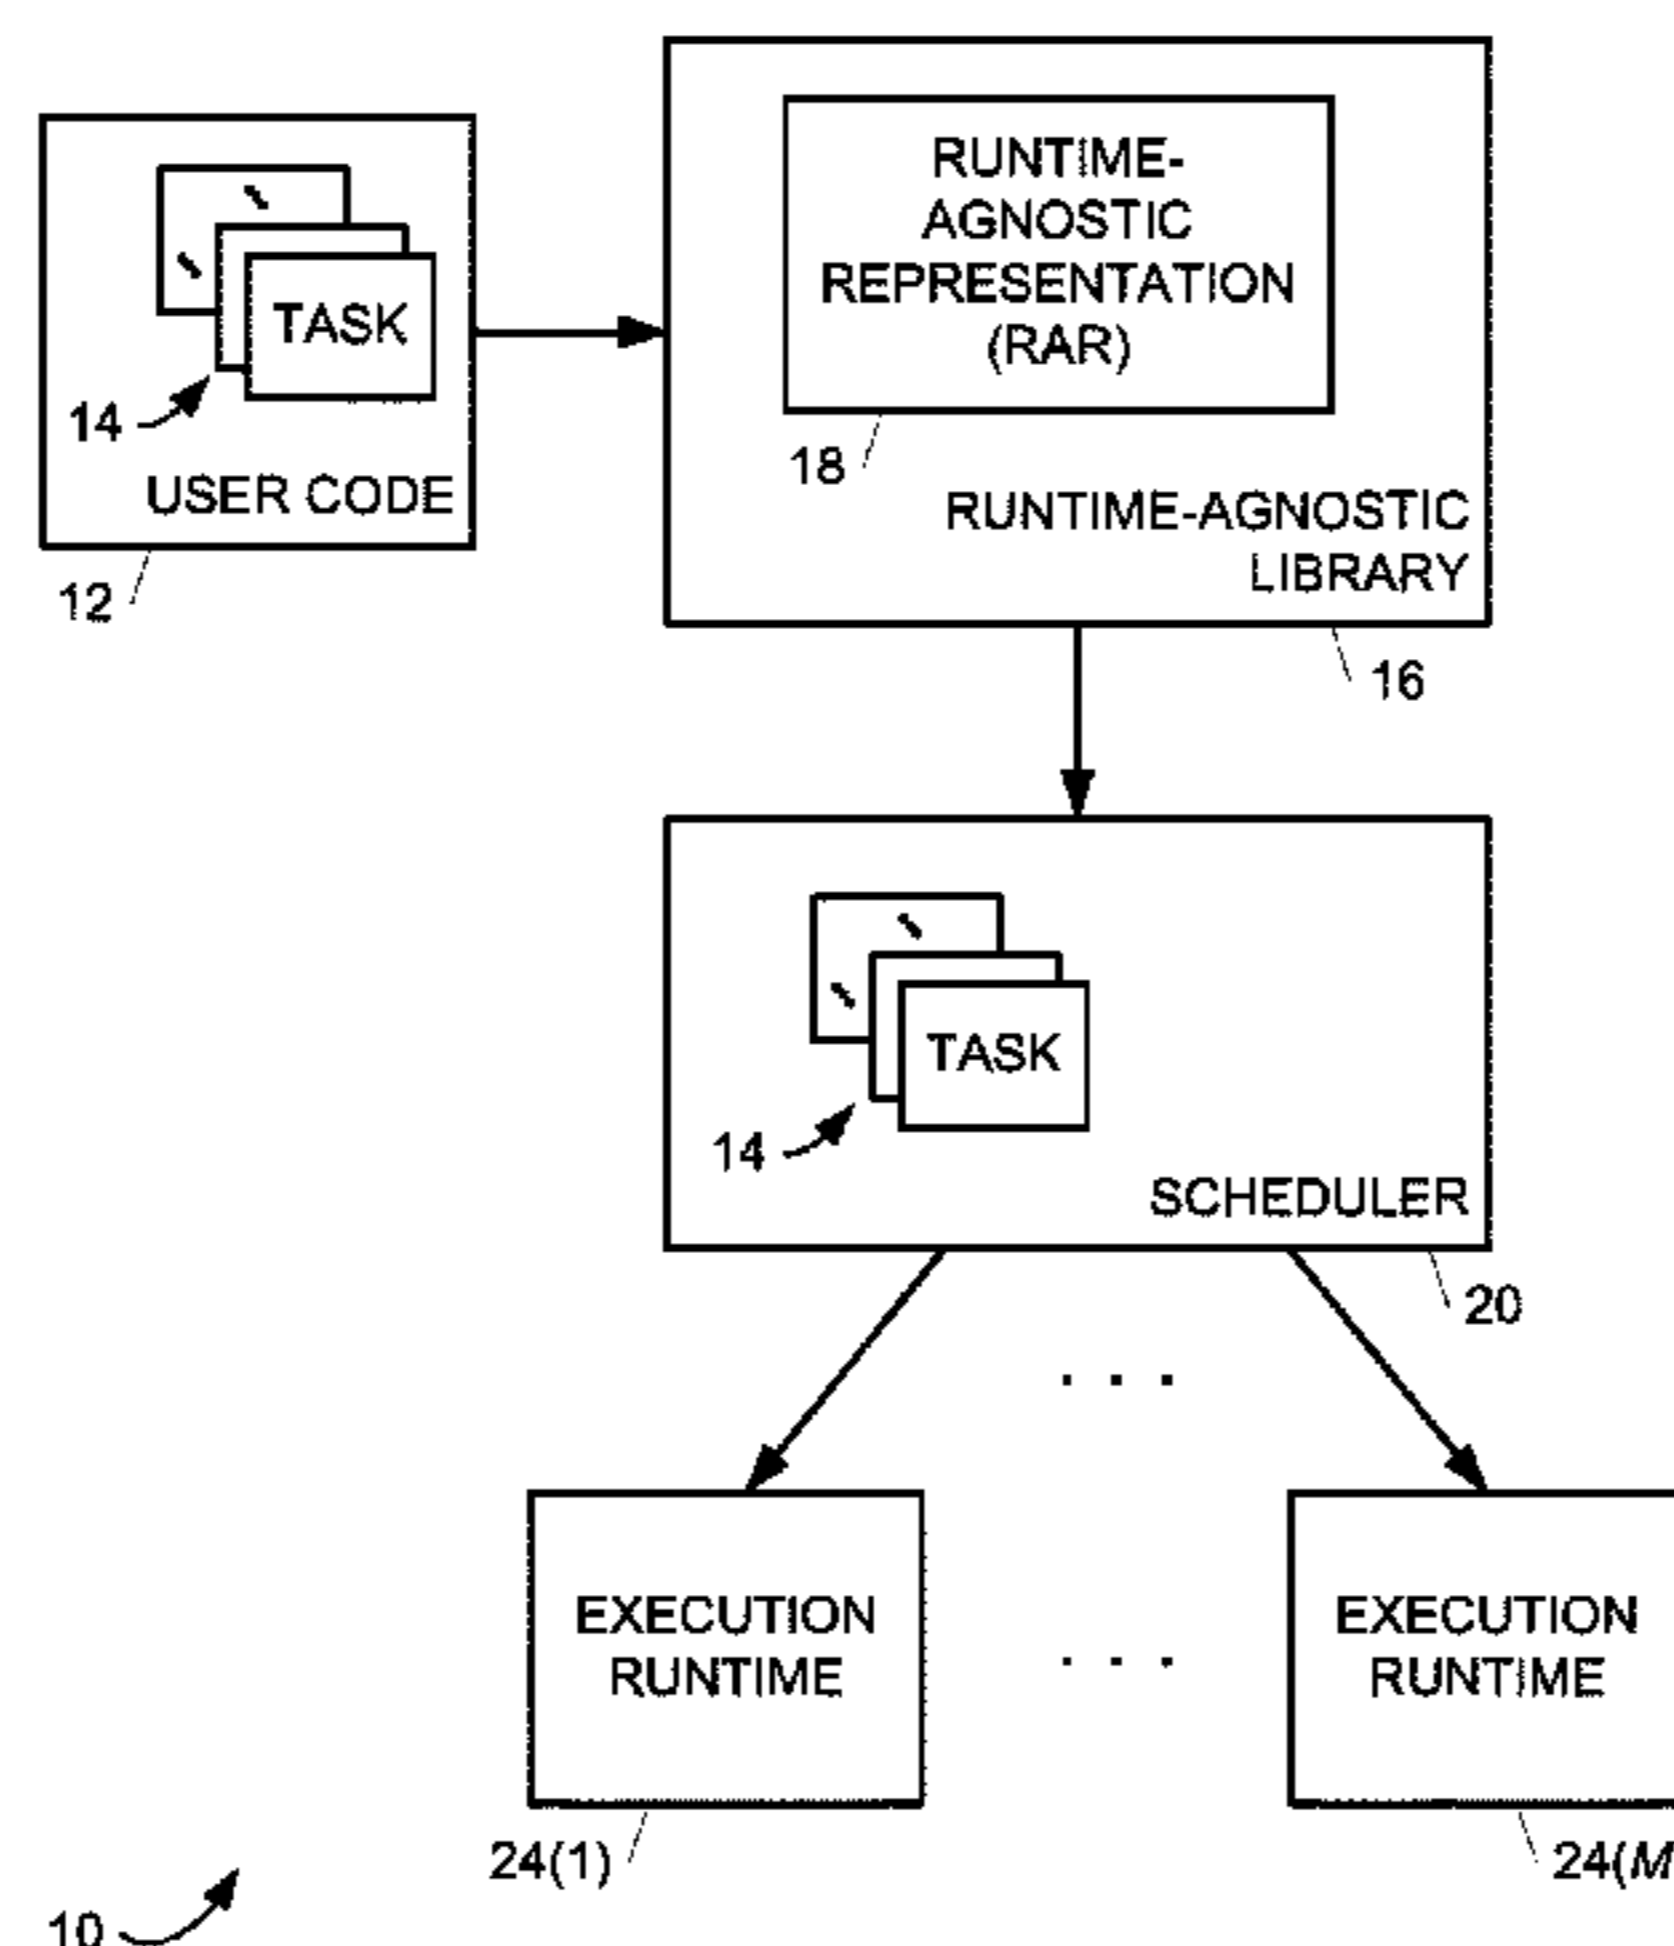 RUNTIME-
AGNOSTIC
REPRESENTATION
(RAR)
TASK
14
18
USER CODE
RUNTIME-AGNOSTIC
LIBRARY
12
16
TASK
14
SCHEDULER
20
. . .
EXECUTION
RUNTIME
. . .
EXECUTION
RUNTIME
24(1)
24(M
10